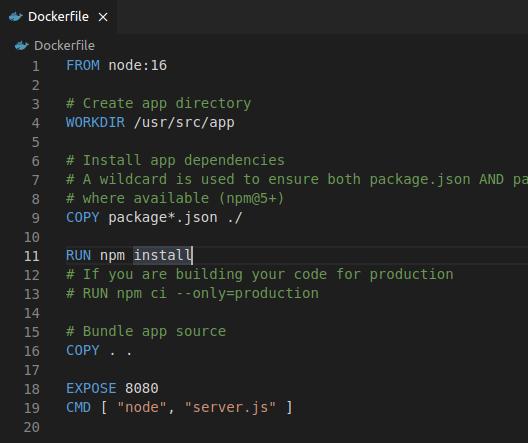 Dockerfile ×
Dockerfile
1 FROM node:16
2
3 # Create app directory
4 WORKDIR /usr/src/app
5
6 # Install app dependencies
7 # A wildcard is used to ensure both package.json AND pa
8 # where available (npm@5+)
9 COPY package*.json ./
10
11 RUN npm install
12 # If you are building your code for production
13 # RUN npm ci --only=production
14
15 # Bundle app source
16 COPY . .
17
18 EXPOSE 8080
19 CMD [ "node", "server.js" ]
20